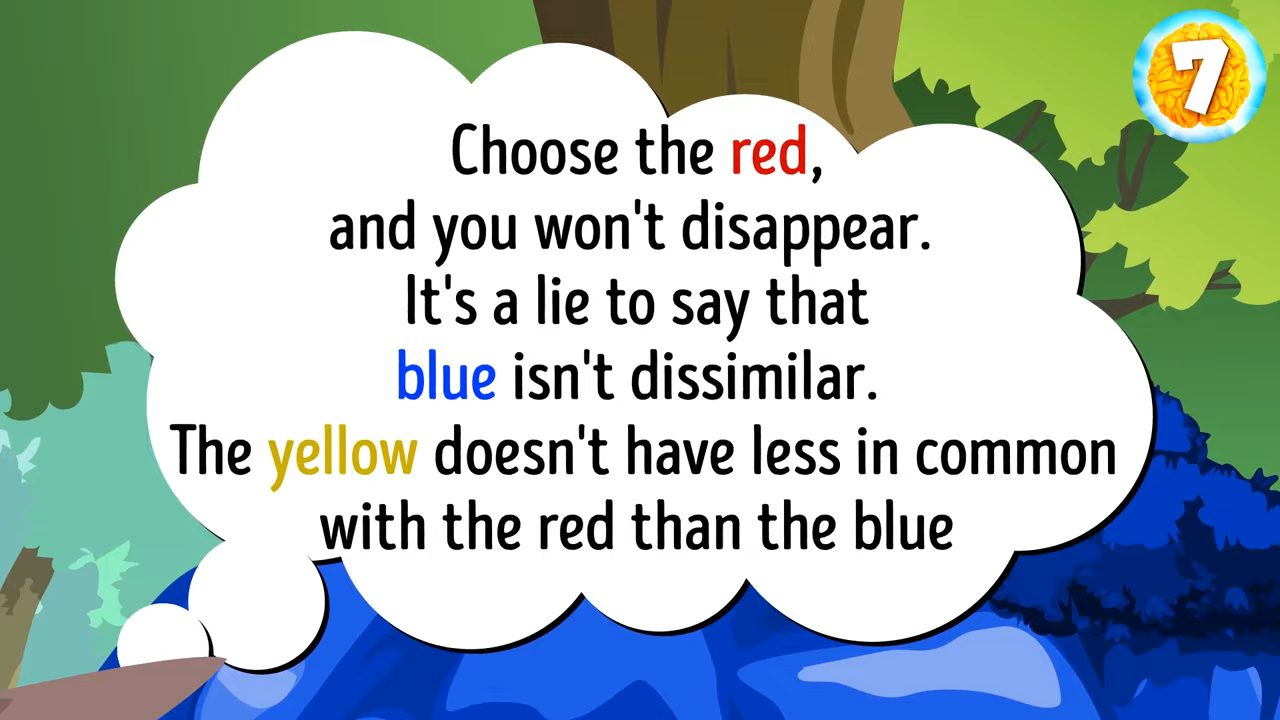 7
Choose the red,
and you won't disappear.
It's a lie to say that
blue isn't dissimilar.
The yellow doesn't have less in common
with the red than the blue